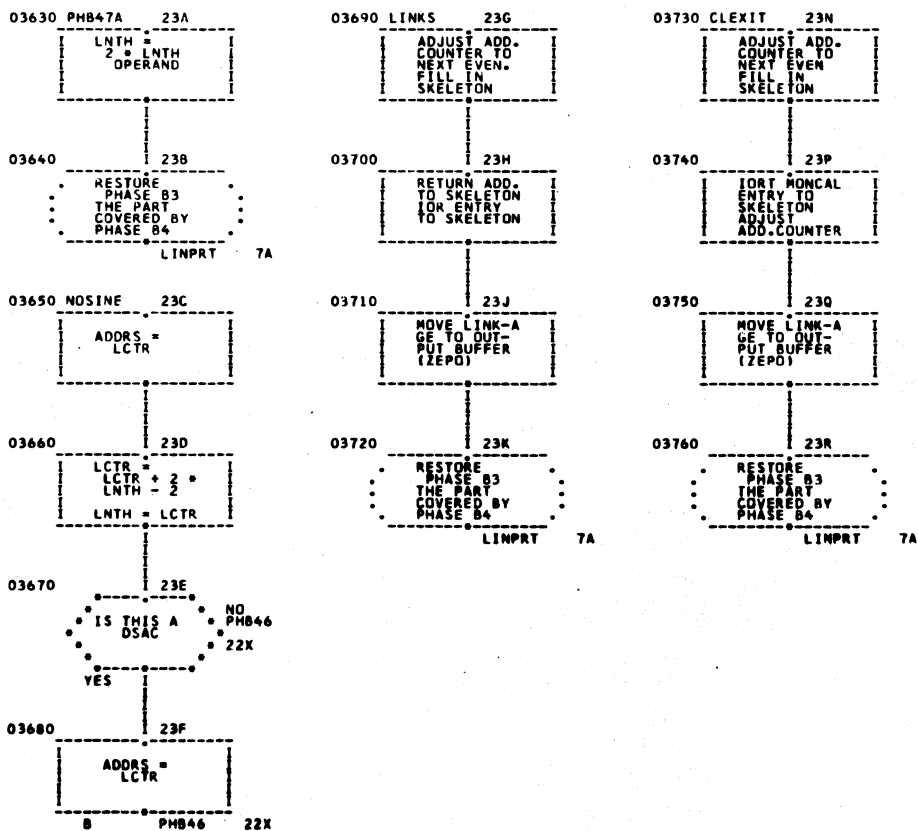 03630 PHB47A 23A
LNTH =
2 * LNTH
OPERAND
03640 23B
RESTORE
PHASE B3
THE PART
COVERED BY
PHASE B4
LINPRT 7A
03650 NOSINE 23C
ADDRS =
LCTR
03660 23D
LCTR =
LCTR + 2 *
LNTH - 2
LNTH = LCTR
03670 23E
IS THIS A
DSAC
NO
PHB46
22X
YES
03680 23F
ADDRS =
LCTR
B PHB46 22X
03690 LINKS 23G
ADJUST ADD.
COUNTER TO
NEXT EVEN.
FILL IN
SKELETON
03700 23H
RETURN ADD.
TO SKELETON
IOR ENTRY
TO SKELETON
03710 23J
MOVE LINK-A
GE TO OUT-
PUT BUFFER
(ZEPO)
03720 23K
RESTORE
PHASE B3
THE PART
COVERED BY
PHASE B4
LINPRT 7A
03730 CLEXIT 23N
ADJUST ADD.
COUNTER TO
NEXT EVEN
FILL IN
SKELETON
03740 23P
IORT MONCAL
ENTRY TO
SKELETON
ADJUST
ADD.COUNTER
03750 23Q
MOVE LINK-A
GE TO OUT-
PUT BUFFER
(ZEPO)
03760 23R
RESTORE
PHASE B3
THE PART
COVERED BY
PHASE B4
LINPRT 7A